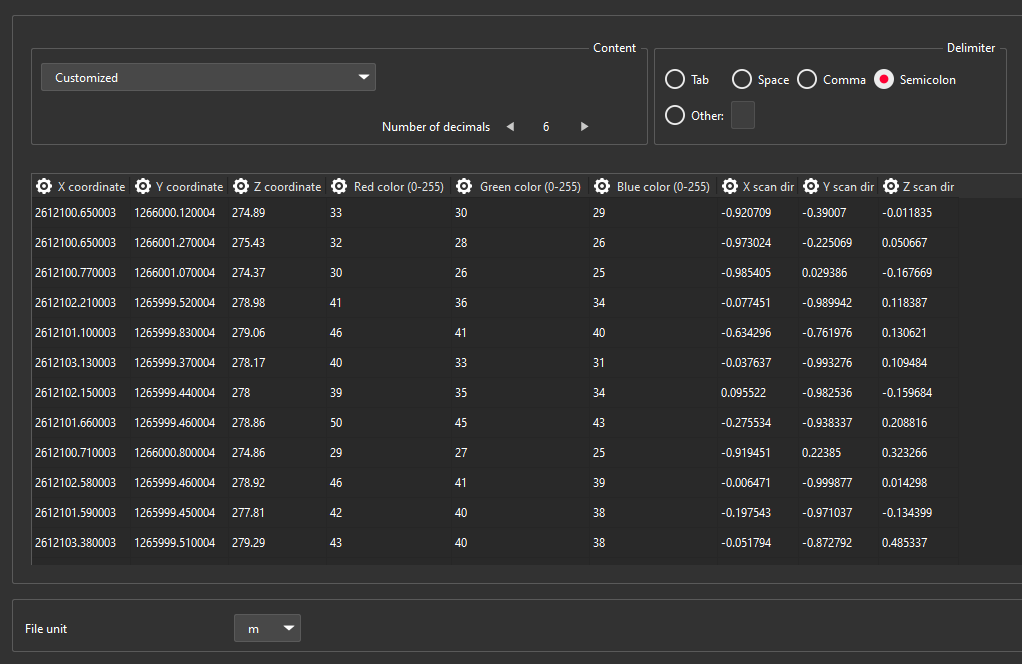 Content
Delimiter
Customized
Tab Space Comma Semicolon
Number of decimals 6
Other:
X coordinate Y coordinate Z coordinate Red color (0-255) Green color (0-255) Blue color (0-255) X scan dir Y scan dir Z scan dir
2612100.650003 1266000.120004 274.89 33 30 29 -0.920709 -0.39007 -0.011835
2612100.650003 1266001.270004 275.43 32 28 26 -0.973024 -0.225069 0.050667
2612100.770003 1266001.070004 274.37 30 26 25 -0.985405 0.029386 -0.167669
2612102.210003 1265999.520004 278.98 41 36 34 -0.077451 -0.989942 0.118387
2612101.100003 1265999.830004 279.06 46 41 40 -0.634296 -0.761976 0.130621
2612103.130003 1265999.370004 278.17 40 33 31 -0.037637 -0.993276 0.109484
2612102.150003 1265999.440004 278 39 35 34 0.095522 -0.982536 -0.159684
2612101.660003 1265999.460004 278.86 50 45 43 -0.275534 -0.938337 0.208816
2612100.710003 1266000.800004 274.86 29 27 25 -0.919451 0.22385 0.323266
2612102.580003 1265999.460004 278.92 46 41 39 -0.006471 -0.999877 0.014298
2612101.590003 1265999.450004 277.81 42 40 38 -0.197543 -0.971037 -0.134399
2612103.380003 1265999.510004 279.29 43 40 38 -0.051794 -0.872792 0.485337
File unit m